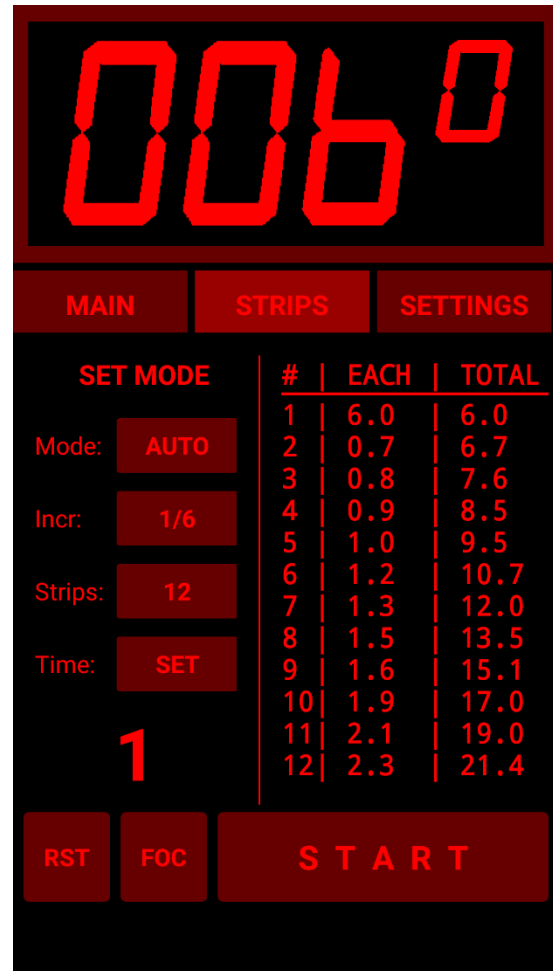 006 0
MAIN STRIPS SETTINGS
SET MODE
Mode: AUTO
Incr: 1/6
Strips: 12
Time: SET
1
# | EACH | TOTAL
1 | 6.0 | 6.0
2 | 0.7 | 6.7
3 | 0.8 | 7.6
4 | 0.9 | 8.5
5 | 1.0 | 9.5
6 | 1.2 | 10.7
7 | 1.3 | 12.0
8 | 1.5 | 13.5
9 | 1.6 | 15.1
10| 1.9 | 17.0
11| 2.1 | 19.0
12| 2.3 | 21.4
RST FOC START